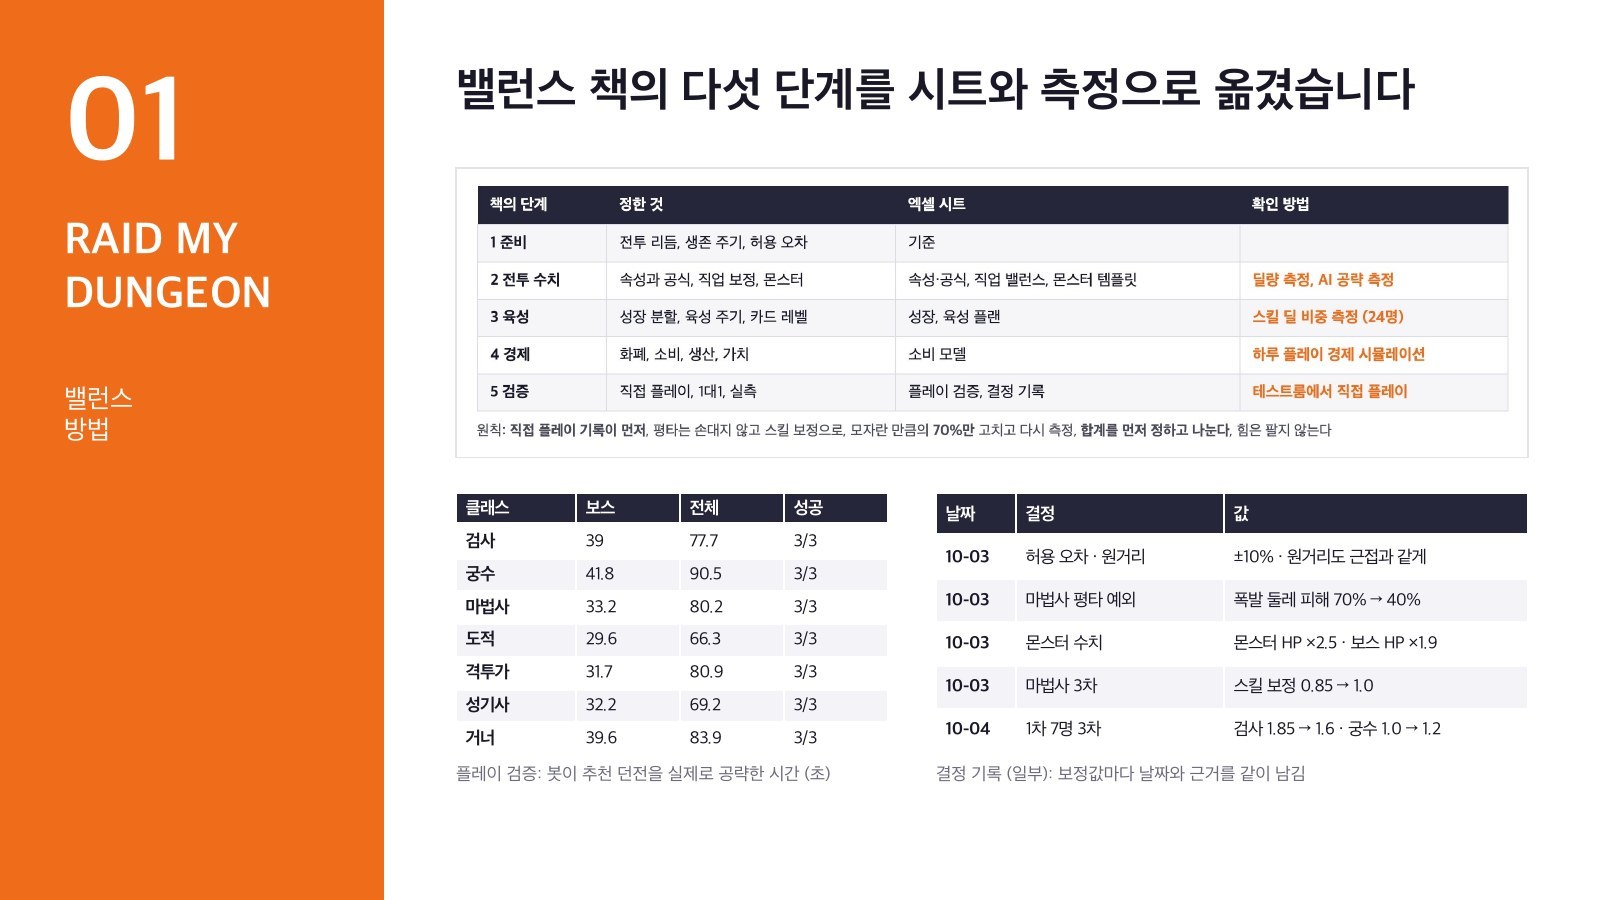 01
RAID MY
DUNGEON
밸런스
방법
밸런스 책의 다섯 단계를 시트와 측정으로 옮겼습니다
책의 단계 정한 것 엑셀 시트 확인 방법
1 준비 전투 리듬, 생존 주기, 허용 오차 기준
2 전투 수치 속성과 공식, 직업 보정, 몬스터 속성·공식, 직업 밸런스, 몬스터 템플릿 딜량 측정, AI 공략 측정
3 육성 성장 분할, 육성 주기, 카드 레벨 성장, 육성 플랜 스킬 딜 비중 측정 (24명)
4 경제 화폐, 소비, 생산, 가치 소비 모델 하루 플레이 경제 시뮬레이션
5 검증 직접 플레이, 1대1, 실측 플레이 검증, 결정 기록 테스트룸에서 직접 플레이
원칙: 직접 플레이 기록이 먼저, 평타는 손대지 않고 스킬 보정으로, 모자란 만큼의 70%만 고치고 다시 측정, 합계를 먼저 정하고 나눈다, 힘은 팔지 않는다
클래스 보스 전체 성공
검사 39 77.7 3/3
궁수 41.8 90.5 3/3
마법사 33.2 80.2 3/3
도적 29.6 66.3 3/3
격투가 31.7 80.9 3/3
성기사 32.2 69.2 3/3
거너 39.6 83.9 3/3
플레이 검증: 봇이 추천 던전을 실제로 공략한 시간 (초)
날짜 결정 값
10-03 허용 오차 · 원거리 ±10% · 원거리도 근접과 같게
10-03 마법사 평타 예외 폭발 둘레 피해 70% → 40%
10-03 몬스터 수치 몬스터 HP ×2.5 · 보스 HP ×1.9
10-03 마법사 3차 스킬 보정 0.85 → 1.0
10-04 1차 7명 3차 검사 1.85 → 1.6 · 궁수 1.0 → 1.2
결정 기록 (일부): 보정값마다 날짜와 근거를 같이 남김